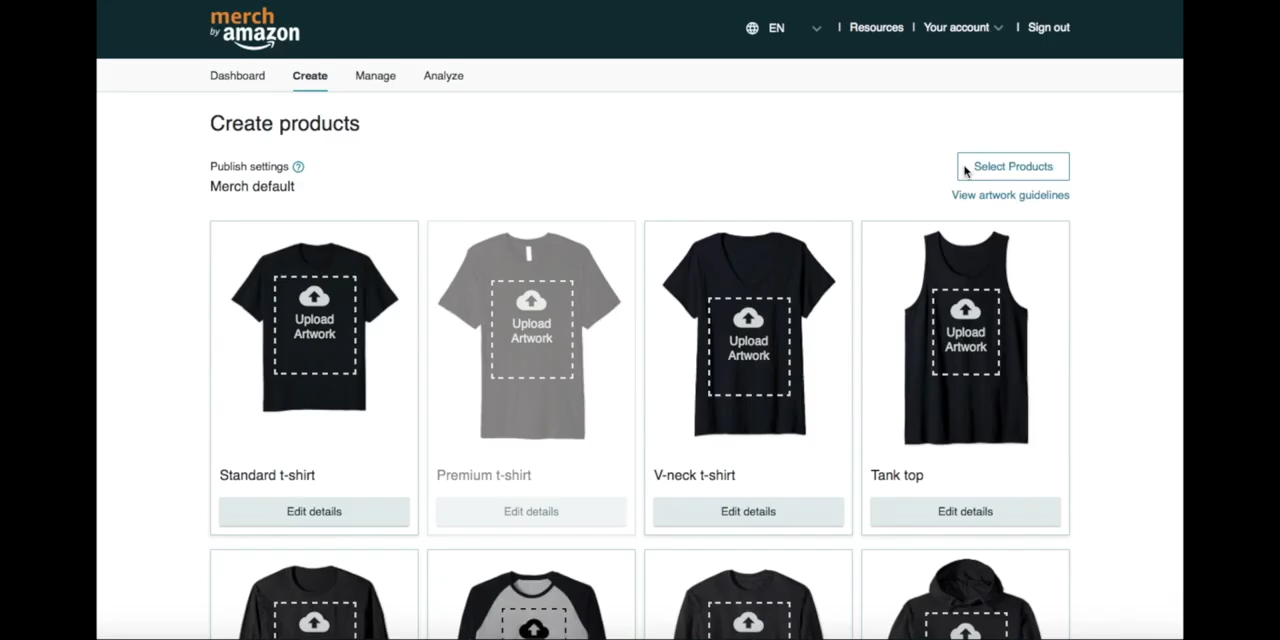 merch
by amazon
EN
Resources
Your account
Sign out
Dashboard
Create
Manage
Analyze
Create products
Publish settings ?
Merch default
Select Products
View artwork guidelines
Upload
Artwork
Upload
Artwork
Upload
Artwork
Upload
Artwork
Standard t-shirt
Premium t-shirt
V-neck t-shirt
Tank top
Edit details
Edit details
Edit details
Edit details